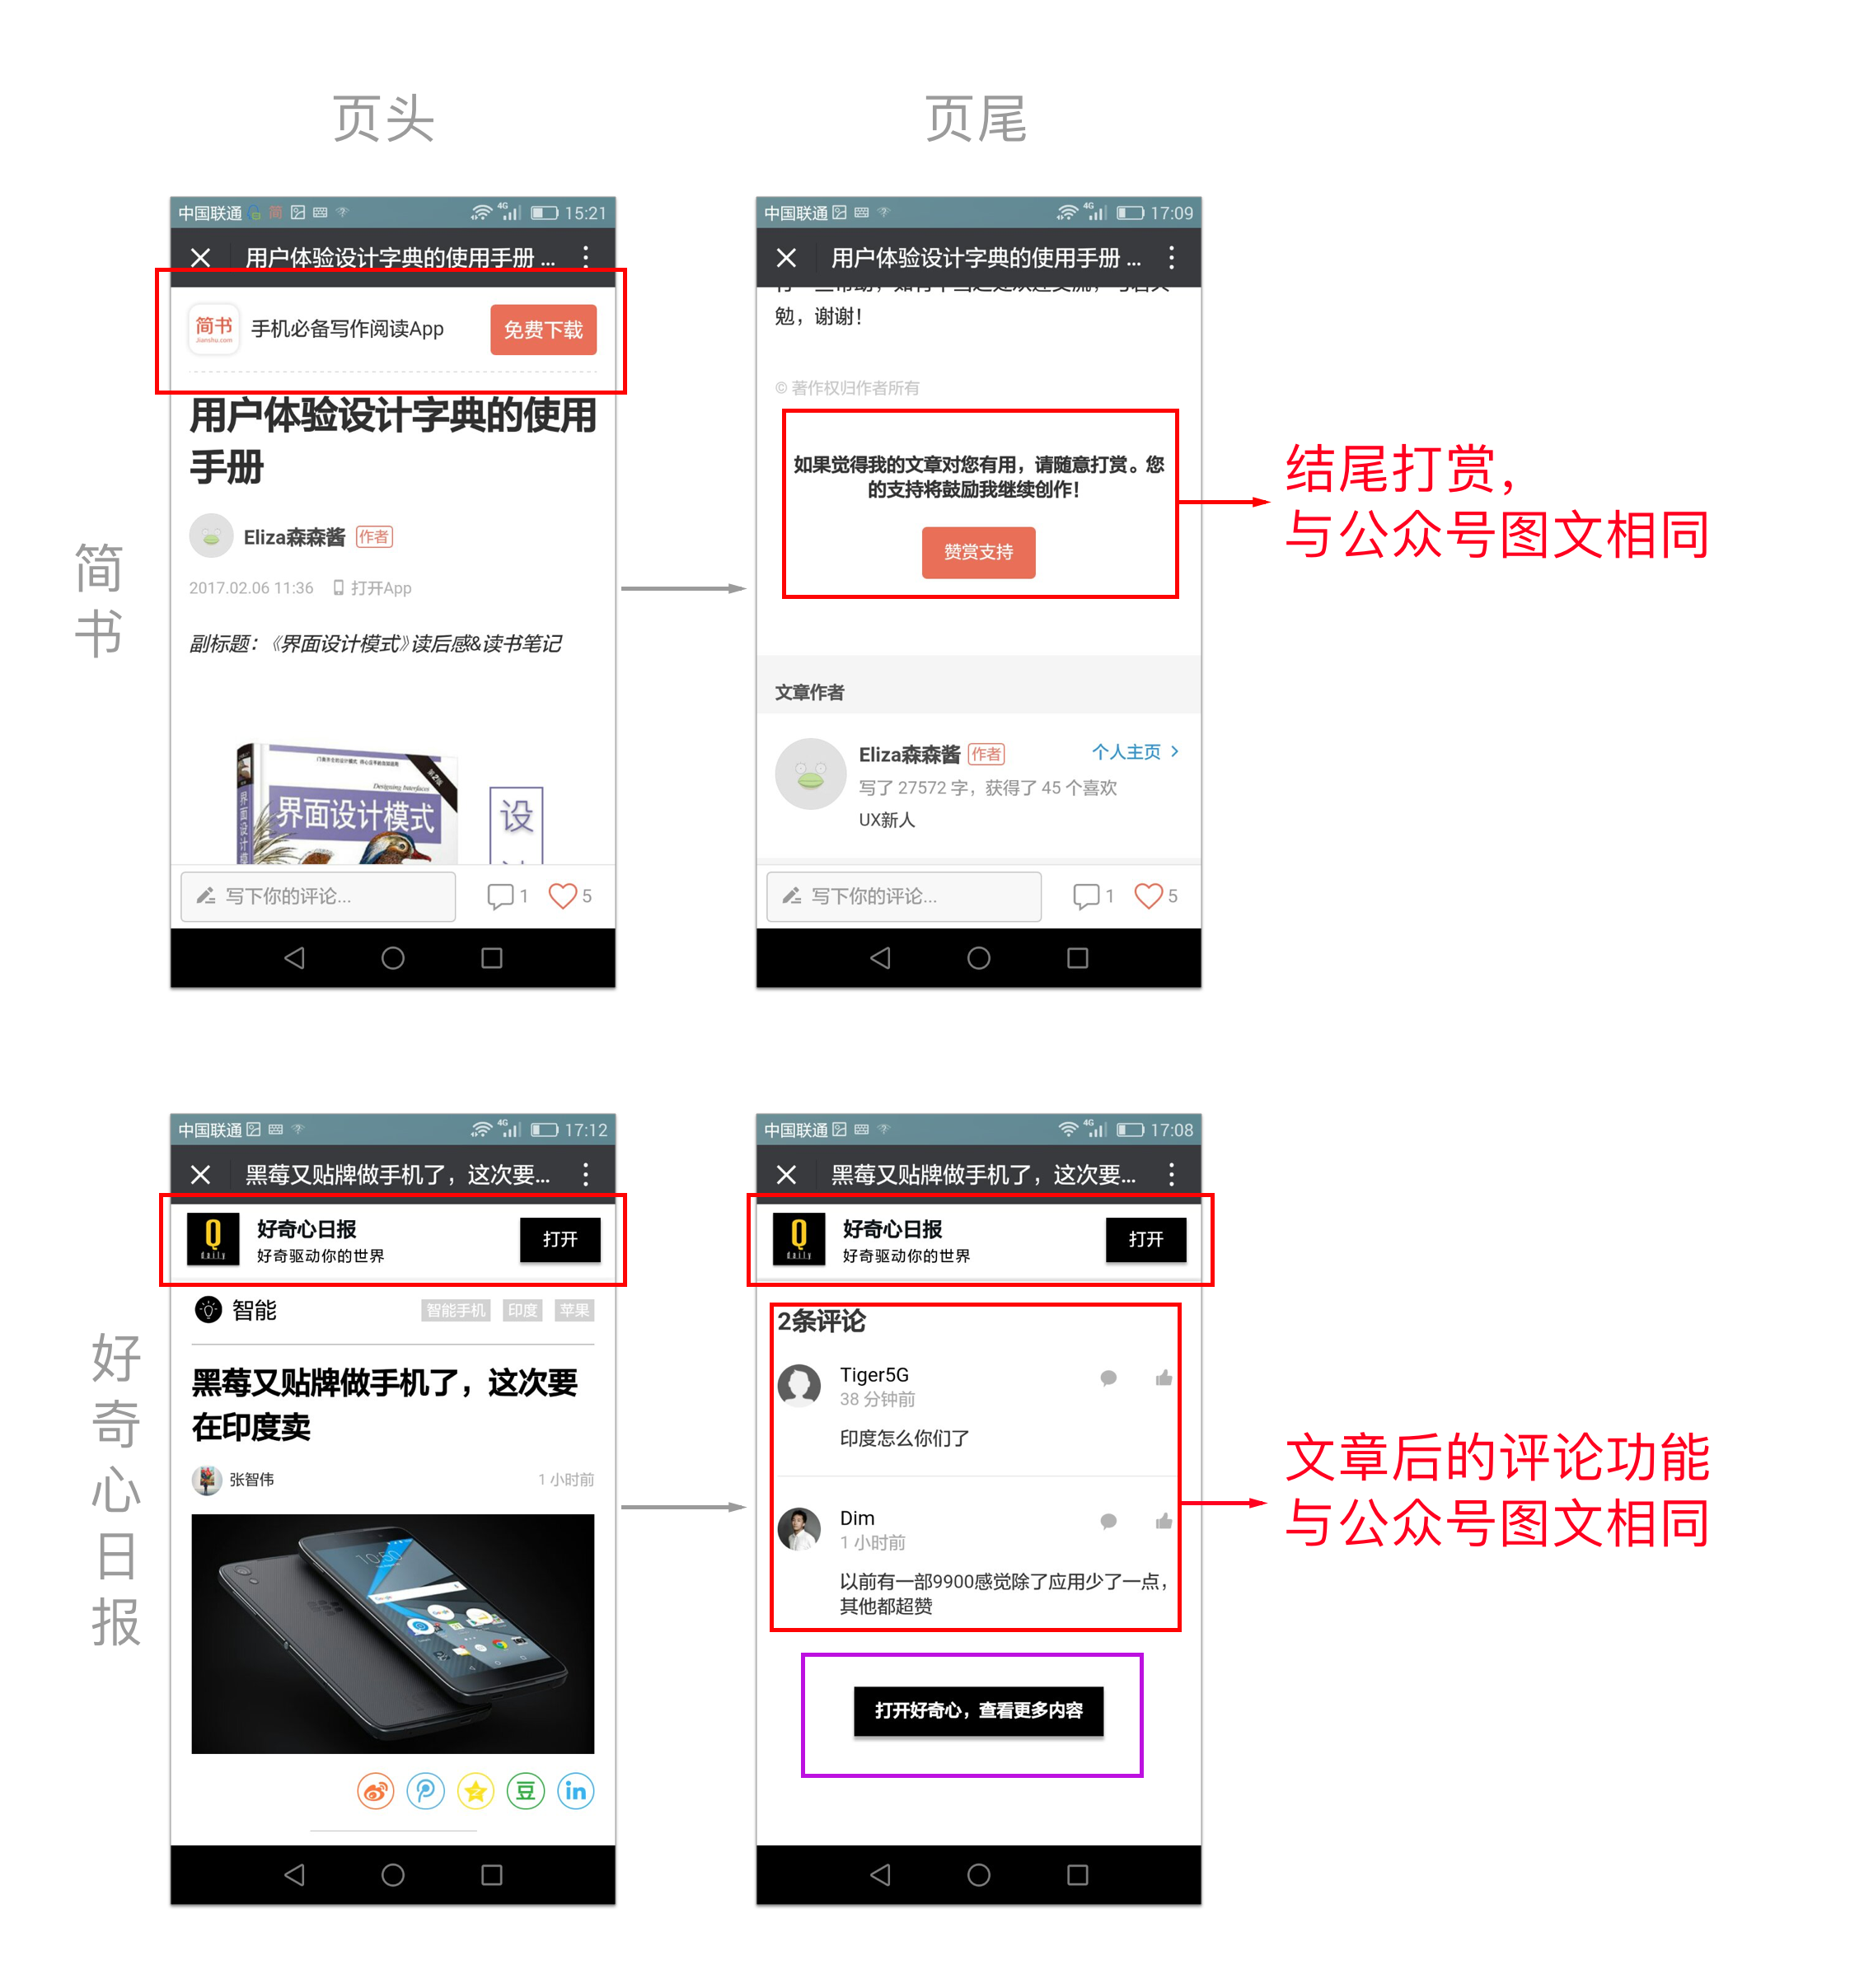 页头
页尾
简书
中国联通
4G
15:21
用户体验设计字典的使用手册 ...
简书
Jianshu.com
手机必备写作阅读App
免费下载
用户体验设计字典的使用
手册
Eliza森森酱 作者
2017.02.06 11:36 打开App
副标题：《界面设计模式》读后感&读书笔记
Designing Interfaces
第2版
界面设计模式
界面设计模
设
写下你的评论...
1
5
中国联通
4G
17:09
用户体验设计字典的使用手册 ...
勉，谢谢！
© 著作权归作者所有
如果觉得我的文章对您有用，请随意打赏。您
的支持将鼓励我继续创作！
赞赏支持
文章作者
Eliza森森酱 作者
个人主页 >
写了 27572 字，获得了 45 个喜欢
UX新人
写下你的评论...
1
5
结尾打赏，
与公众号图文相同
好奇心日报
中国联通
4G
17:12
黑莓又贴牌做手机了，这次要...
Q
daily
好奇心日报
好奇驱动你的世界
打开
智能
智能手机 印度 苹果
黑莓又贴牌做手机了，这次要
在印度卖
张智伟
1 小时前
10:50
豆
in
中国联通
4G
17:08
黑莓又贴牌做手机了，这次要...
Q
daily
好奇心日报
好奇驱动你的世界
打开
2条评论
Tiger5G
38 分钟前
印度怎么你们了
Dim
1 小时前
以前有一部9900感觉除了应用少了一点，
其他都超赞
打开好奇心，查看更多内容
文章后的评论功能
与公众号图文相同